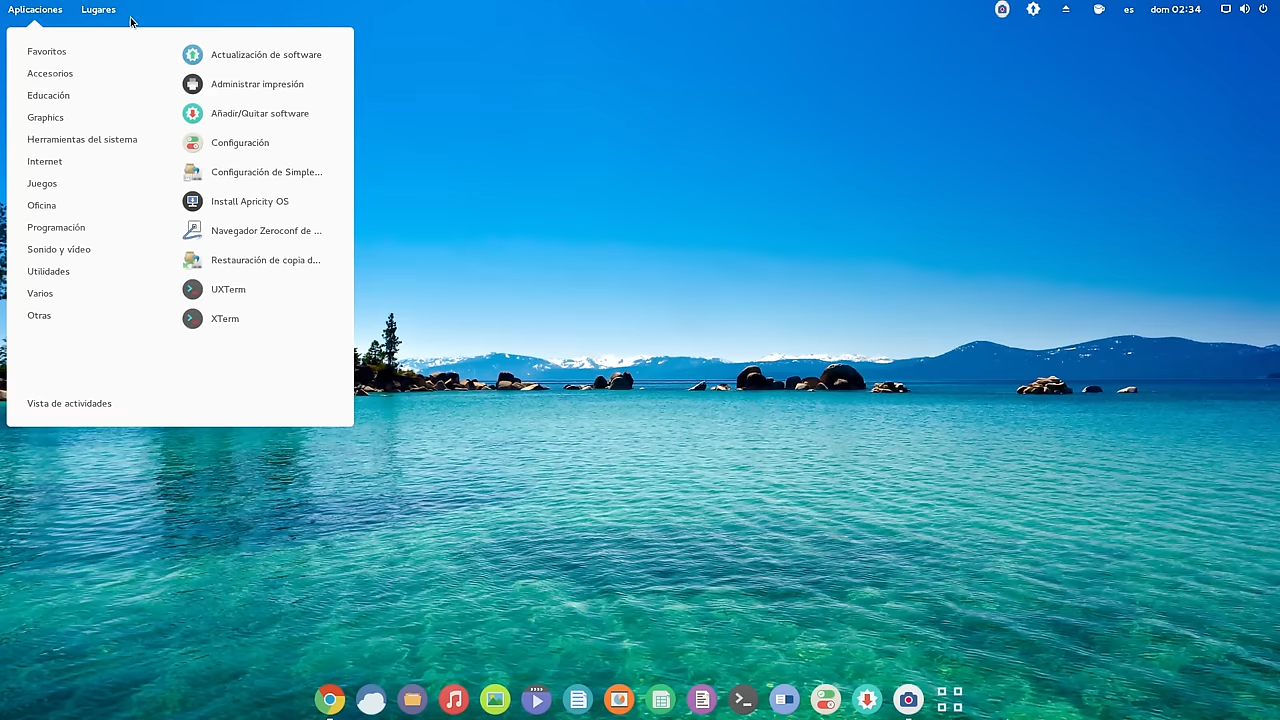 Aplicaciones Lugares es dom 02:34
Favoritos
Accesorios
Educación
Graphics
Herramientas del sistema
Internet
Juegos
Oficina
Programación
Sonido y vídeo
Utilidades
Varios
Otras
Vista de actividades
Actualización de software
Administrar impresión
Añadir/Quitar software
Configuración
Configuración de Simple...
Install Apricity OS
Navegador Zeroconf de ...
Restauración de copia d...
UXTerm
XTerm